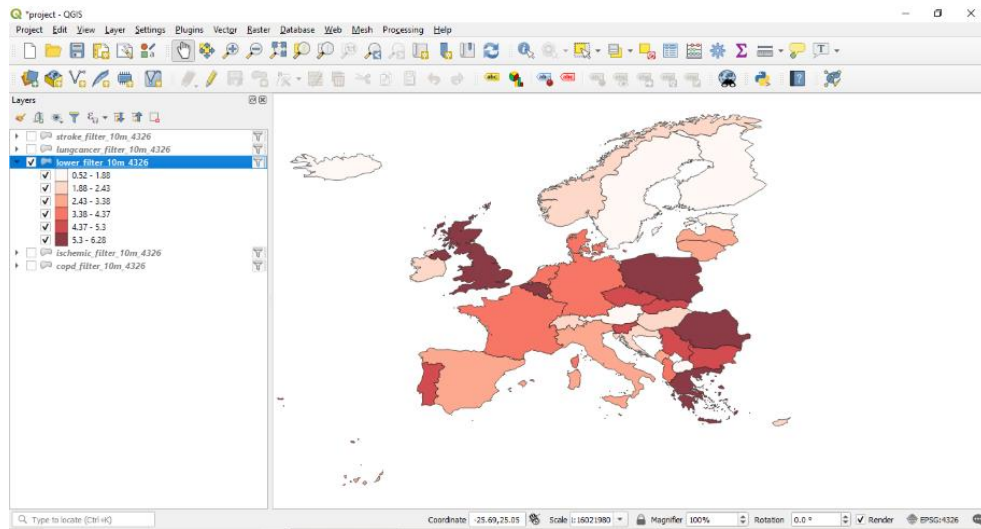 *project - QGIS
Project Edit View Layer Settings Plugins Vector Raster Database Web Mesh Processing Help
Layers
stroke_filter_10m_4326
lungcancer_filter_10m_4326
lower_filter_10m_4326
0.52 - 1.88
1.88 - 2.43
2.43 - 3.38
3.38 - 4.37
4.37 - 5.3
5.3 - 6.28
ischemic_filter_10m_4326
copd_filter_10m_4326
Type to locate (Ctrl+K) Coordinate -25.69,25.05 Scale 1:16021980 Magnifier 100% Rotation 0.0 ° Render EPSG:4326